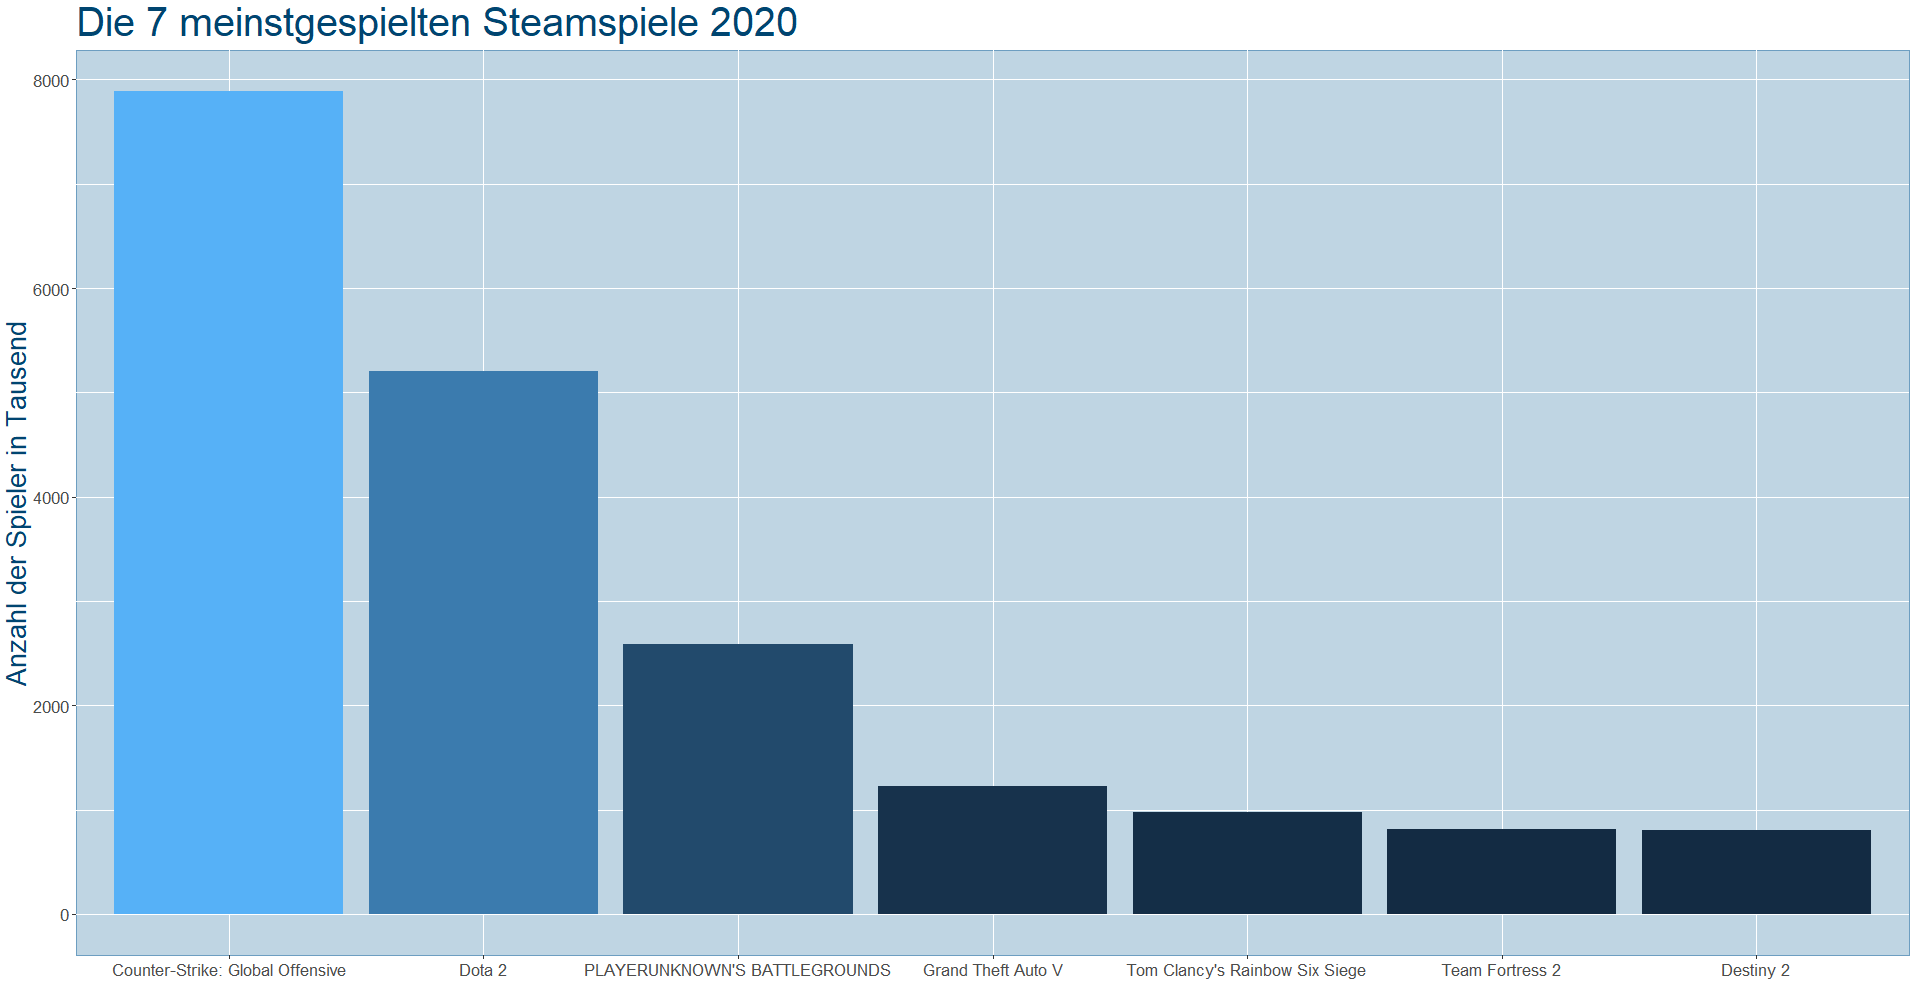 Die 7 meinstgespielten Steamspiele 2020
Anzahl der Spieler in Tausend
8000
6000
4000
2000
0
Counter-Strike: Global Offensive
Dota 2
PLAYERUNKNOWN'S BATTLEGROUNDS
Grand Theft Auto V
Tom Clancy's Rainbow Six Siege
Team Fortress 2
Destiny 2